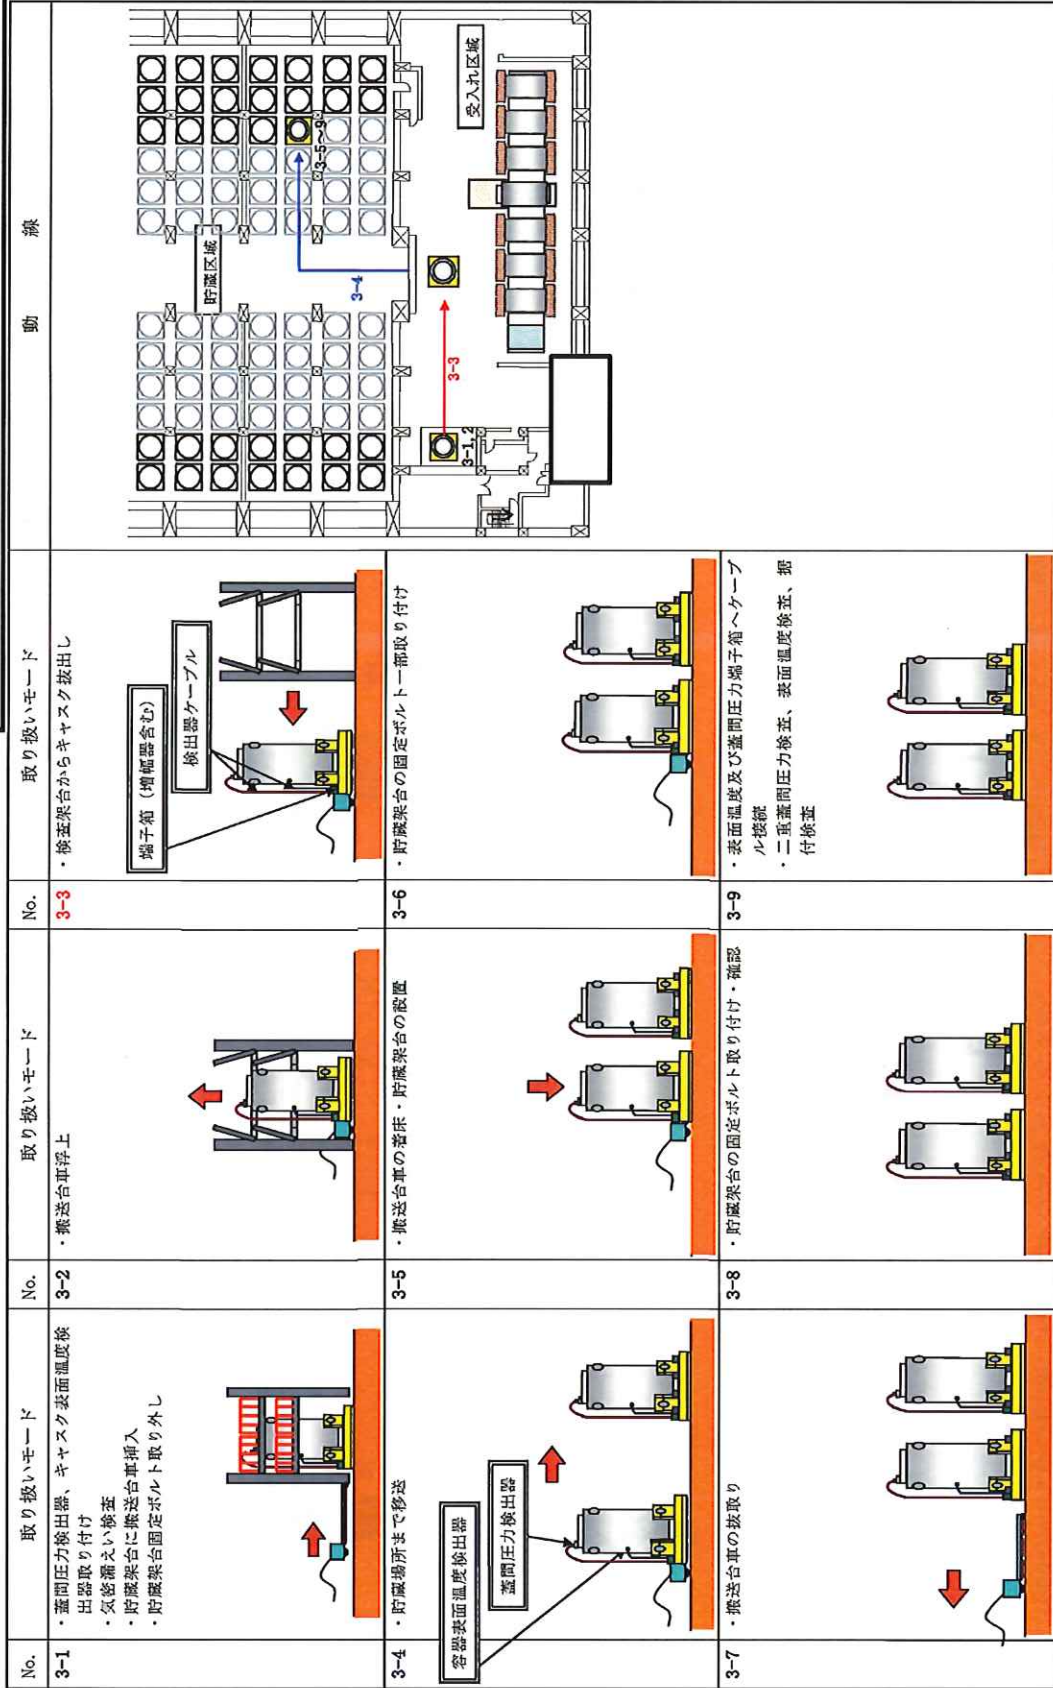 No.
取り扱いモード
No.
取り扱いモード
No.
取り扱いモード
動線
3-1
・蓋間圧力検出器、キャスク表面温度検
出器取り付け
・気密漏えい検査
・貯蔵架台に搬送台車挿入
・貯蔵架台固定ボルト取り外し
3-2
・搬送台車浮上
3-3
・検査架台からキャスク抜出し
端子箱（増幅器含む）
検出器ケーブル
3-4
・貯蔵場所まで移送
容器表面温度検出器
蓋間圧力検出器
3-5
・搬送台車の着床・貯蔵架台の設置
3-6
・貯蔵架台の固定ボルト一部取り付け
3-7
・搬送台車の抜取り
3-8
・貯蔵架台の固定ボルト取り付け・確認
3-9
・表面温度及び蓋間圧力端子箱へケーブ
ル接続
・二重蓋間圧力検査、表面温度検査、据
付検査
貯蔵区域
受入れ区域
3-1,2
3-3
3-4
3-5~9